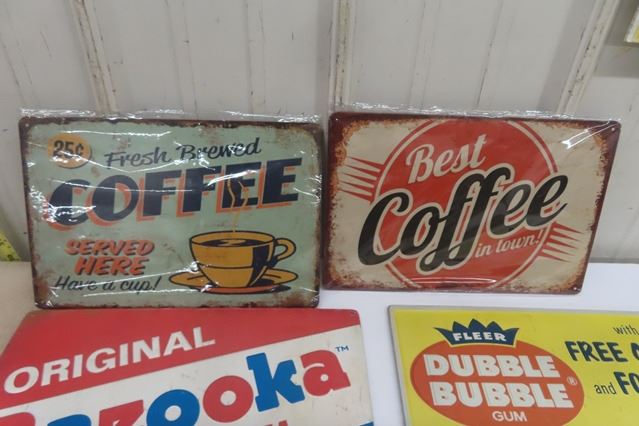 25¢
Fresh Brewed
COFFEE
SERVED
HERE
Have a cup!
Best
Coffee
in town!
ORIGINAL
Bazooka™
FLEER
DUBBLE
BUBBLE®
GUM
with
FREE
and